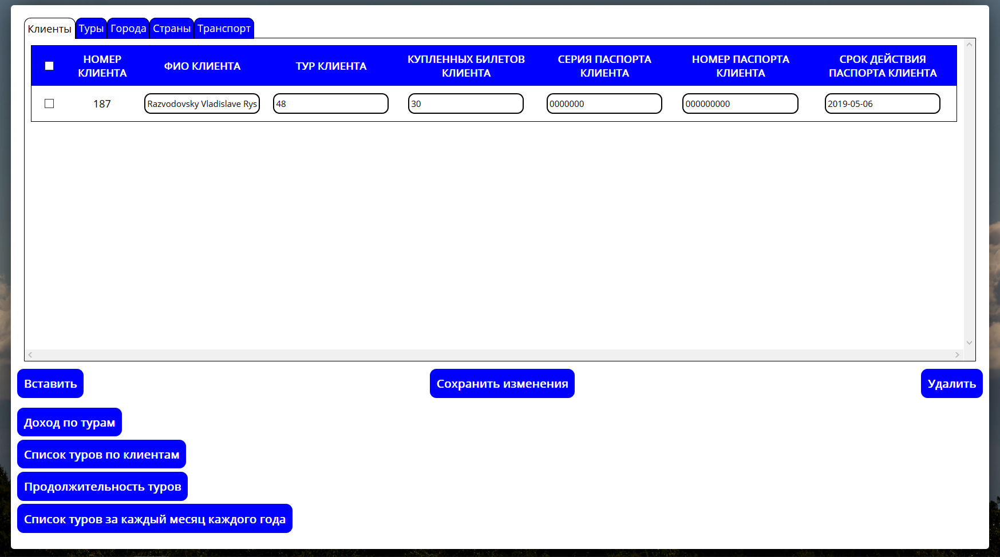 Клиенты Туры Города Страны Транспорт
НОМЕР КЛИЕНТА ФИО КЛИЕНТА ТУР КЛИЕНТА КУПЛЕННЫХ БИЛЕТОВ КЛИЕНТА СЕРИЯ ПАСПОРТА КЛИЕНТА НОМЕР ПАСПОРТА КЛИЕНТА СРОК ДЕЙСТВИЯ ПАСПОРТА КЛИЕНТА
187 Razvodovsky Vladislave Rys 48 30 0000000 000000000 2019-05-06
Вставить Сохранить изменения Удалить
Доход по турам
Список туров по клиентам
Продолжительность туров
Список туров за каждый месяц каждого года